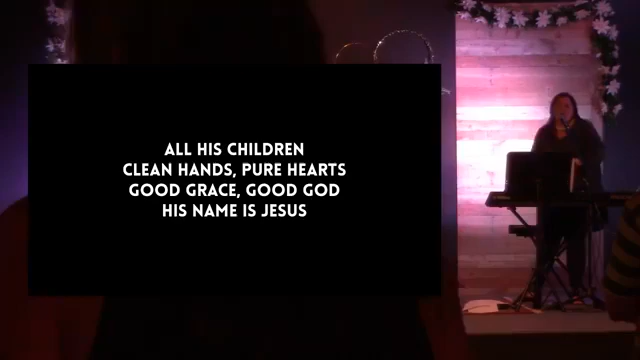 ALL HIS CHILDREN
CLEAN HANDS, PURE HEARTS
GOOD GRACE, GOOD GOD
HIS NAME IS JESUS